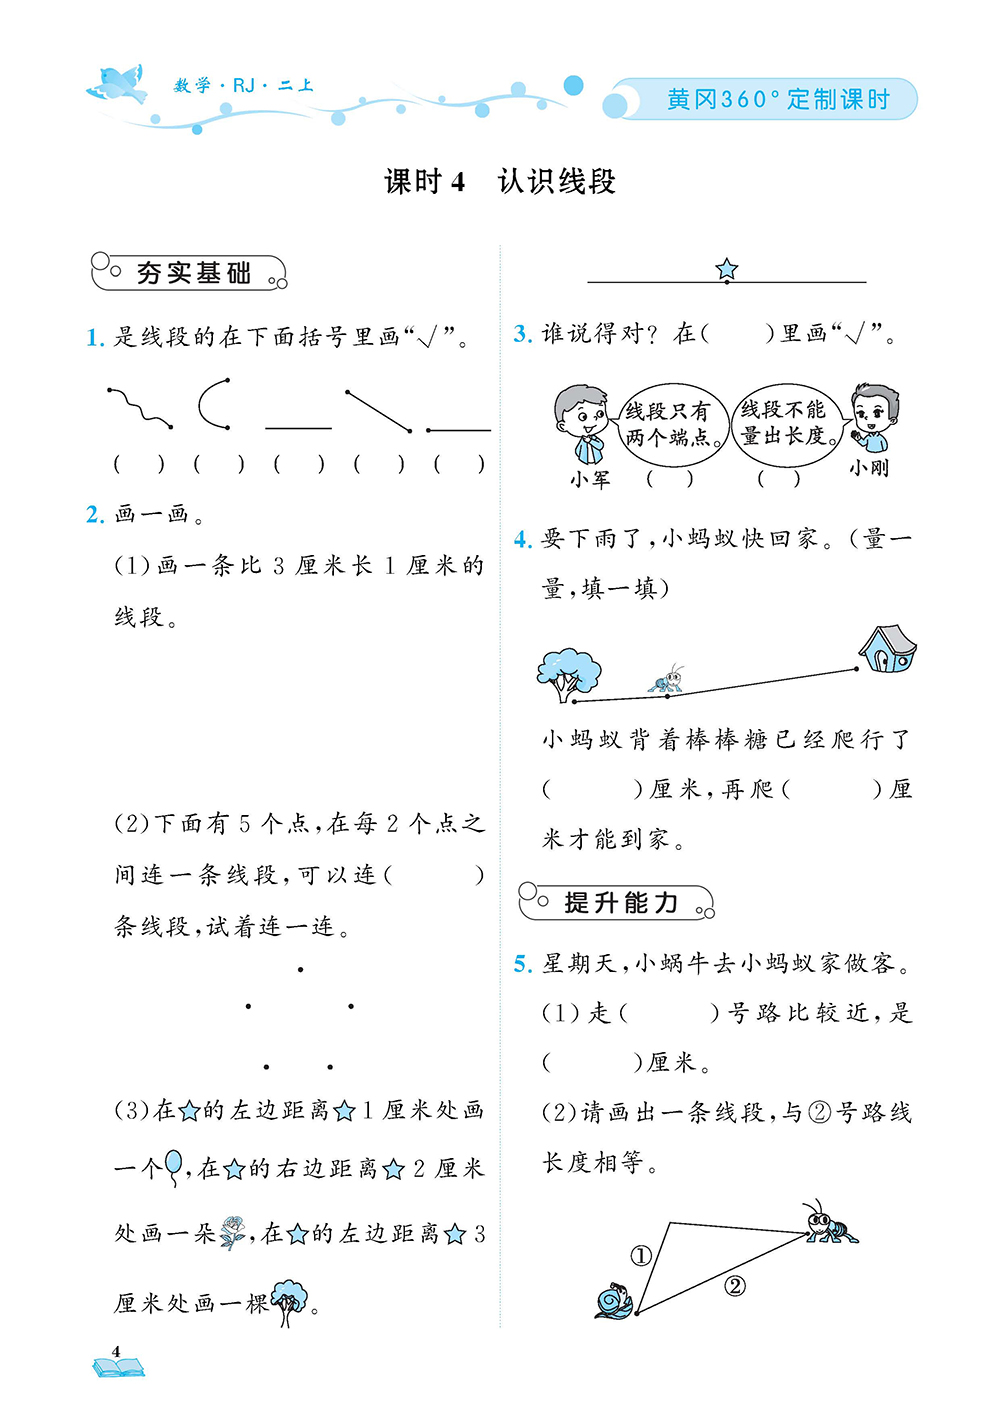 数学·RJ·二上
黄冈360°定制课时
课时4 认识线段
夯实基础
1. 是线段的在下面括号里画“√”。
( ) ( ) ( ) ( ) ( )
2. 画一画。
(1)画一条比3厘米长1厘米的
线段。
(2)下面有5个点,在每2个点之
间连一条线段,可以连( )
条线段,试着连一连。
(3)在☆的左边距离☆1厘米处画
一个 ,在☆的右边距离☆2厘米
处画一朵 ,在☆的左边距离☆3
厘米处画一棵 。
3. 谁说得对? 在( )里画“√”。
线段只有
两个端点。
线段不能
量出长度。
小军 ( ) ( ) 小刚
4. 要下雨了,小蚂蚁快回家。(量一
量,填一填)
小蚂蚁背着棒棒糖已经爬行了
( )厘米,再爬( )厘
米才能到家。
提升能力
5. 星期天,小蜗牛去小蚂蚁家做客。
(1)走( )号路比较近,是
( )厘米。
(2)请画出一条线段,与②号路线
长度相等。
①
②
4